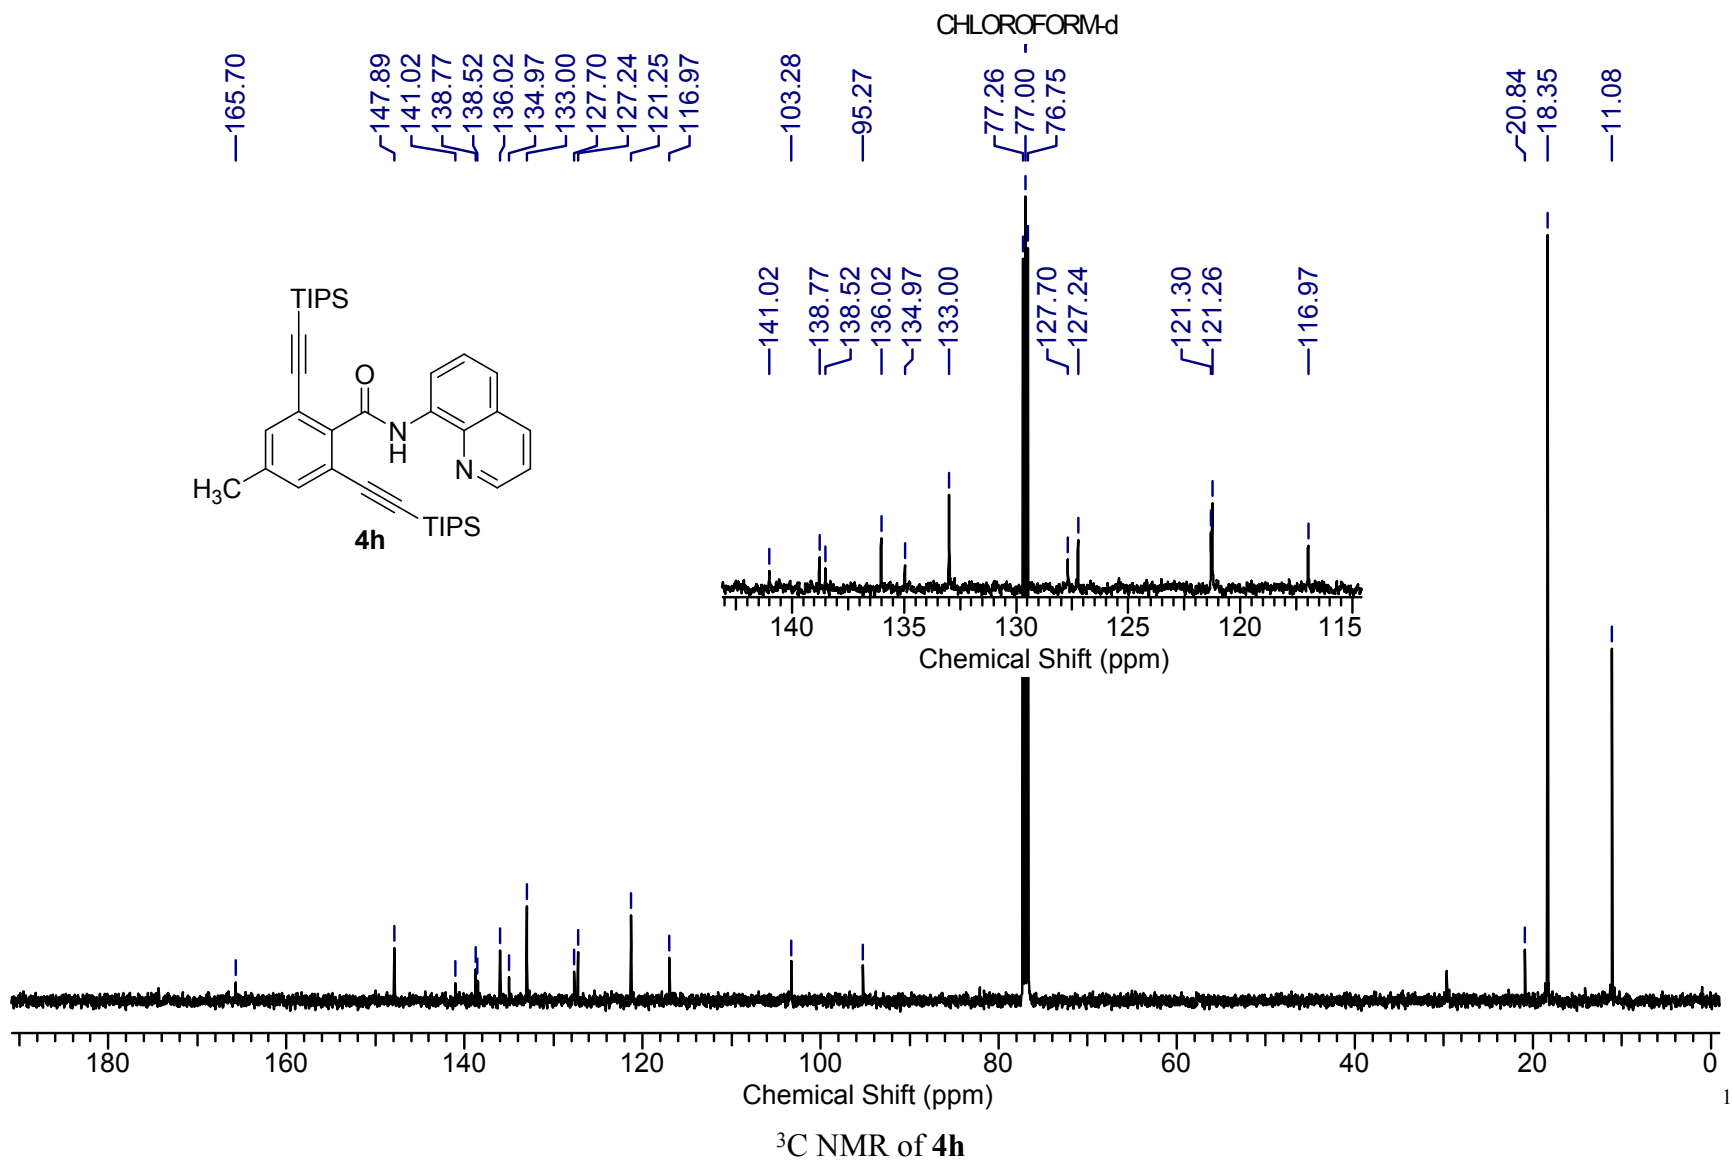 CHLOROFORM-d
165.70
147.89
141.02
138.77
138.52
136.02
134.97
133.00
127.70
127.24
121.25
116.97
103.28
95.27
77.26
77.00
76.75
20.84
18.35
11.08
141.02
138.77
138.52
136.02
134.97
133.00
127.70
127.24
121.30
121.26
116.97
TIPS
O
N
H
N
H3C
TIPS
4h
140 135 130 125 120 115
Chemical Shift (ppm)
180 160 140 120 100 80 60 40 20 0
Chemical Shift (ppm)
1
³C NMR of 4h